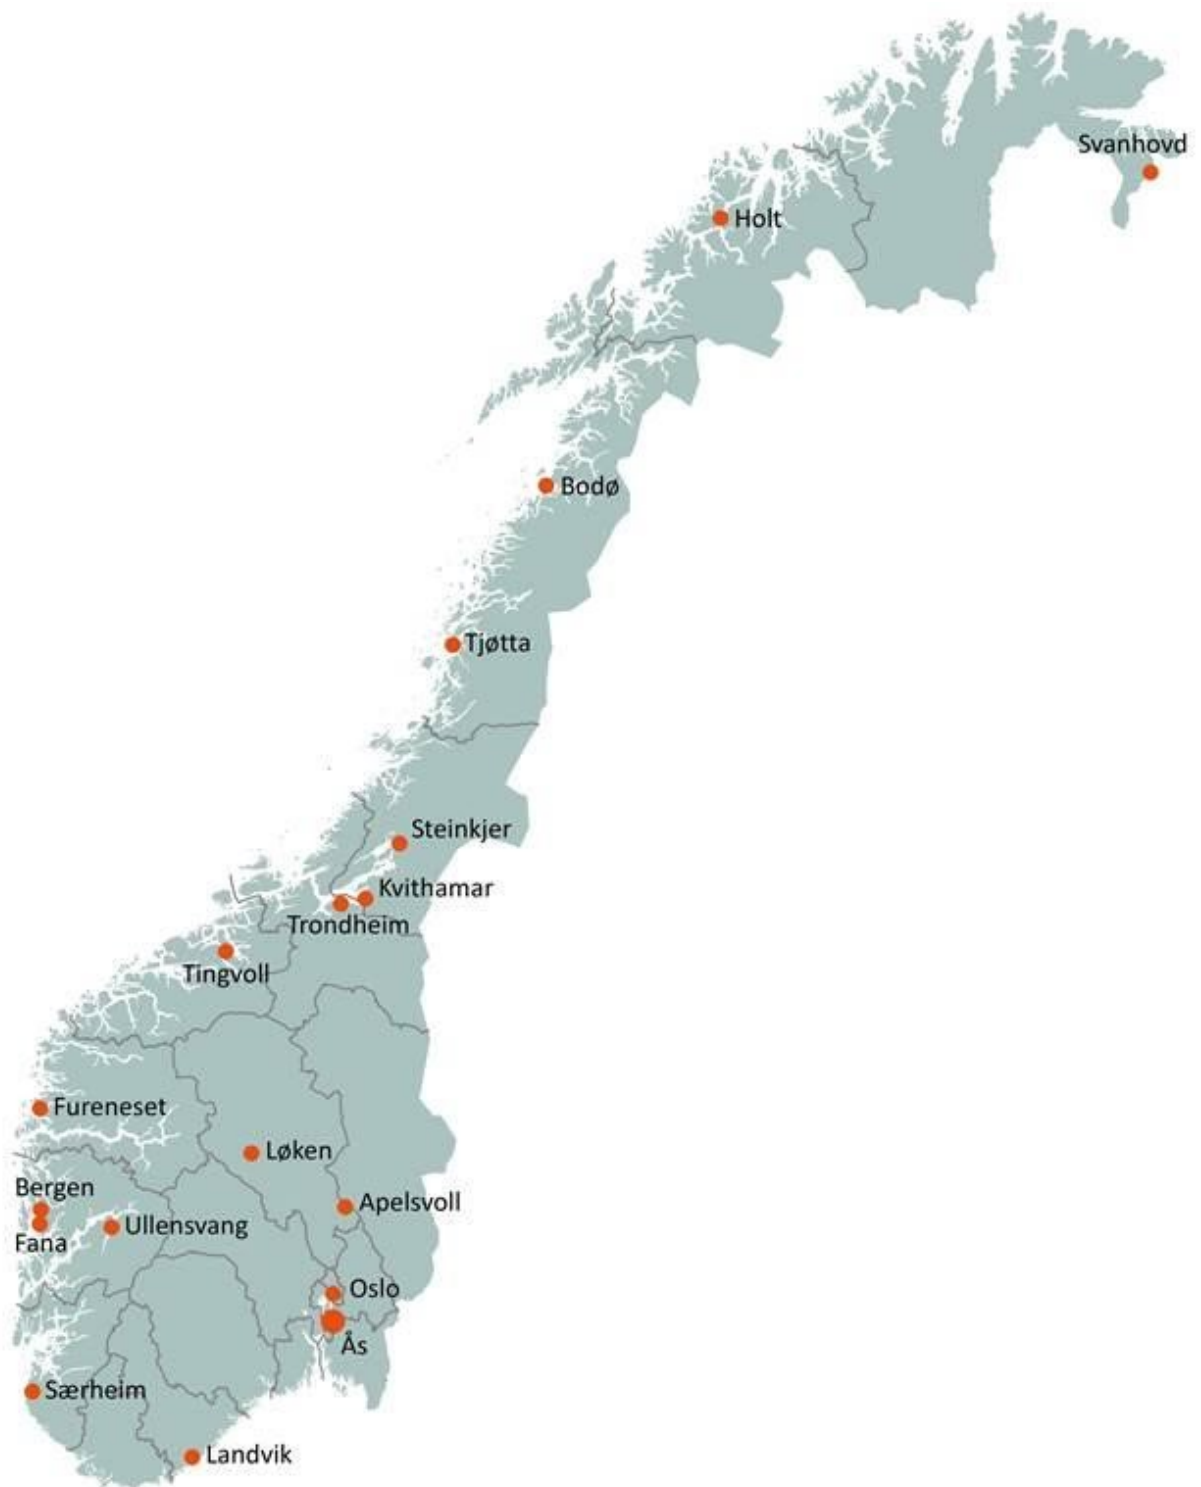 Svanhovd
Holt
Bodø
Tjøtta
Steinkjer
Kvithamar
Trondheim
Tingvoll
Fureneset
Løken
Bergen
Apelsvoll
Ullensvang
Fana
Oslo
Ås
Særheim
Landvik